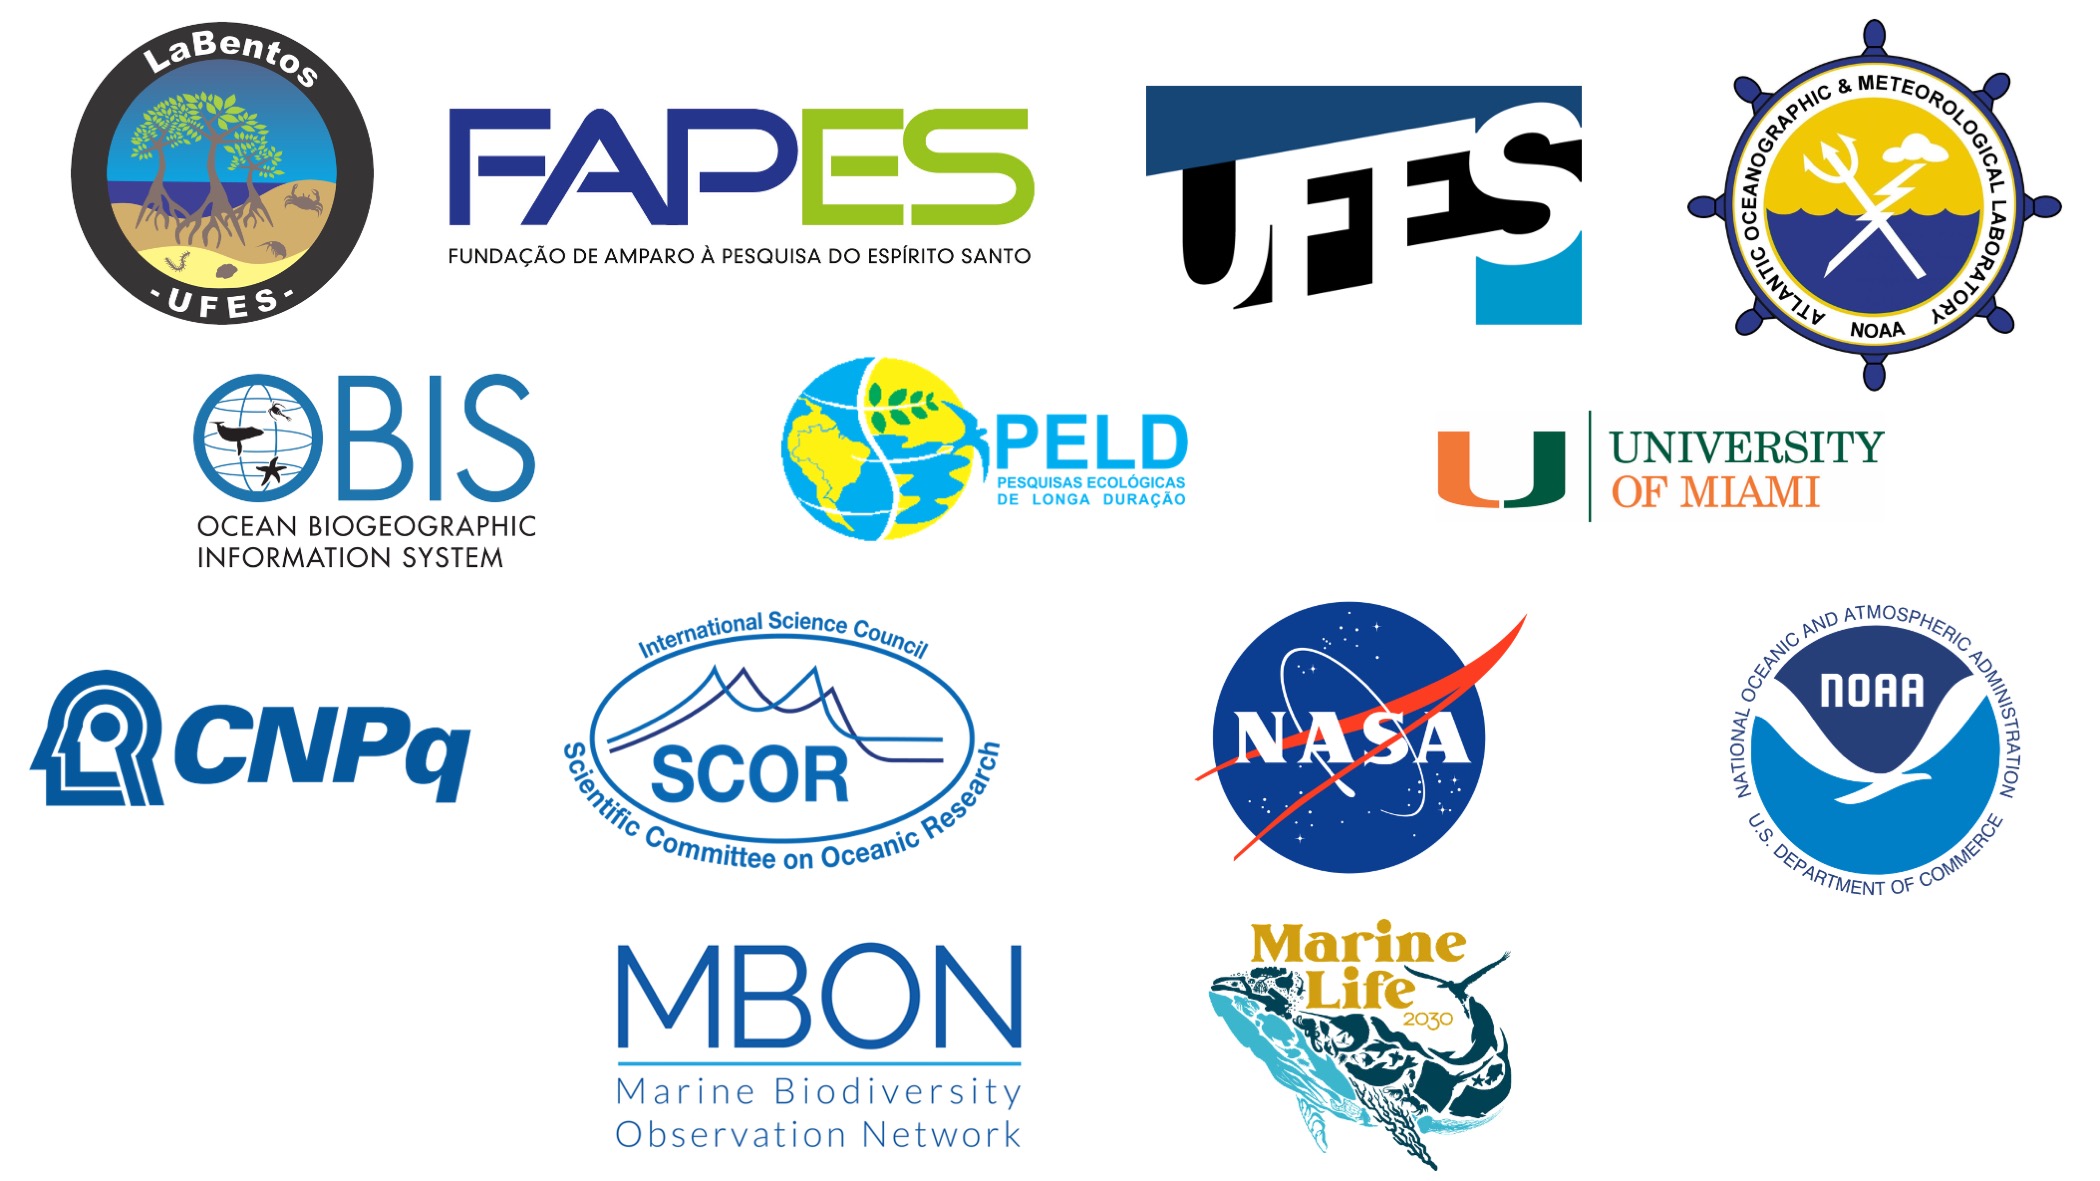 LaBentos
-UFES-
FAPES
FUNDAÇÃO DE AMPARO À PESQUISA DO ESPÍRITO SANTO
UFES
ATLANTIC OCEANOGRAPHIC & METEOROLOGICAL LABORATORY
NOAA
OBIS
OCEAN BIOGEOGRAPHIC
INFORMATION SYSTEM
PELD
PESQUISAS ECOLÓGICAS
DE LONGA DURAÇÃO
U
UNIVERSITY
OF MIAMI
CNPq
International Science Council
SCOR
Scientific Committee on Oceanic Research
NASA
NATIONAL OCEANIC AND ATMOSPHERIC ADMINISTRATION
NOAA
U.S. DEPARTMENT OF COMMERCE
MBON
Marine Biodiversity
Observation Network
Marine
Life
2030